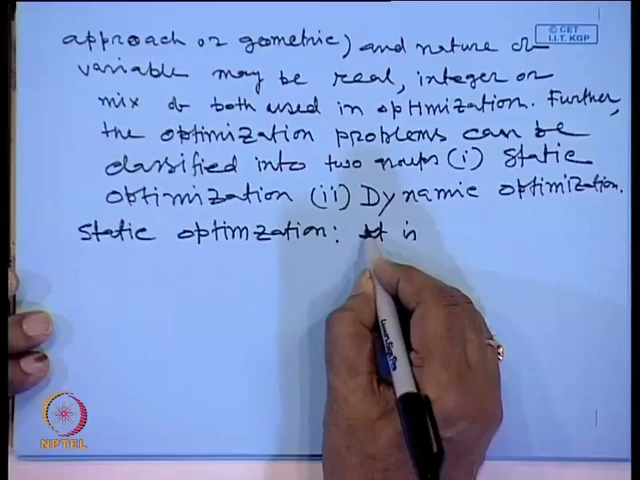 © CET
I.I.T. KGP
approach or gometric) and nature of
variable may be real, integer or
mix of both used in optimization. Further,
the optimization problems can be
classified into two groups (i) Static
optimization (ii) Dynamic optimization.
Static optimzation: It is
NPTEL